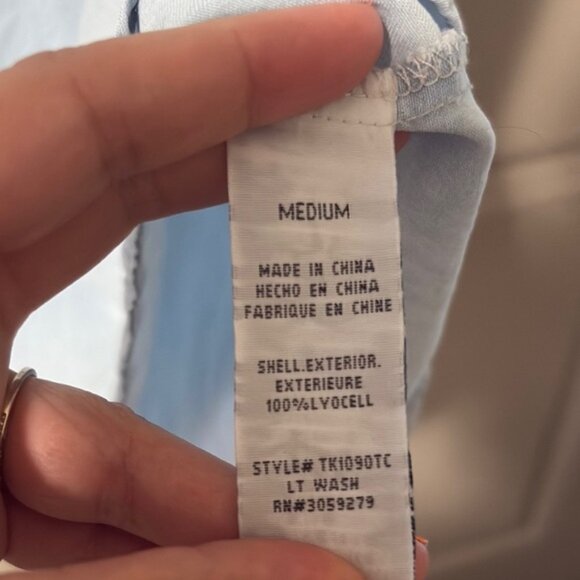 MEDIUM
MADE IN CHINA
HECHO EN CHINA
FABRIQUE EN CHINE
SHELL.EXTERIOR.
EXTERIEURE
100%LYOCELL
STYLE# TK1090TC
LT WASH
RN#3059279